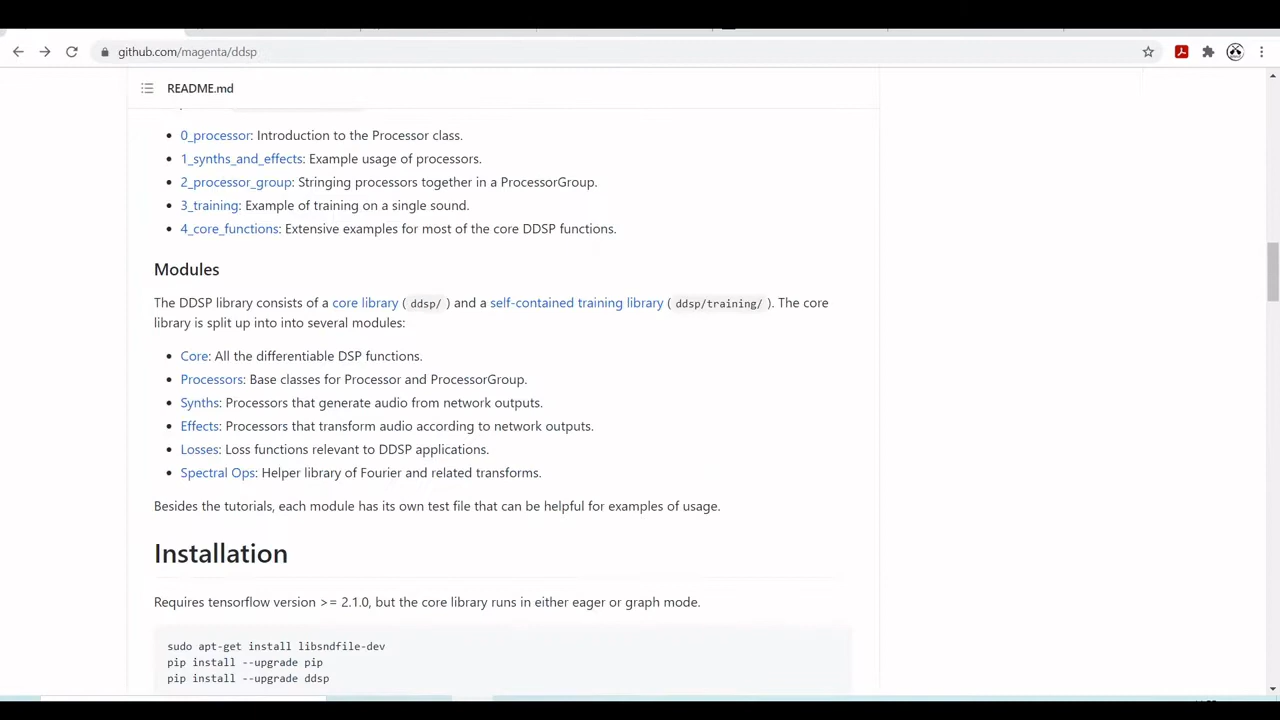 github.com/magenta/ddsp
README.md
0_processor: Introduction to the Processor class.
1_synths_and_effects: Example usage of processors.
2_processor_group: Stringing processors together in a ProcessorGroup.
3_training: Example of training on a single sound.
4_core_functions: Extensive examples for most of the core DDSP functions.
Modules
The DDSP library consists of a core library ( ddsp/ ) and a self-contained training library ( ddsp/training/ ). The core
library is split up into into several modules:
Core: All the differentiable DSP functions.
Processors: Base classes for Processor and ProcessorGroup.
Synths: Processors that generate audio from network outputs.
Effects: Processors that transform audio according to network outputs.
Losses: Loss functions relevant to DDSP applications.
Spectral Ops: Helper library of Fourier and related transforms.
Besides the tutorials, each module has its own test file that can be helpful for examples of usage.
Installation
Requires tensorflow version >= 2.1.0, but the core library runs in either eager or graph mode.
sudo apt-get install libsndfile-dev
pip install --upgrade pip
pip install --upgrade ddsp